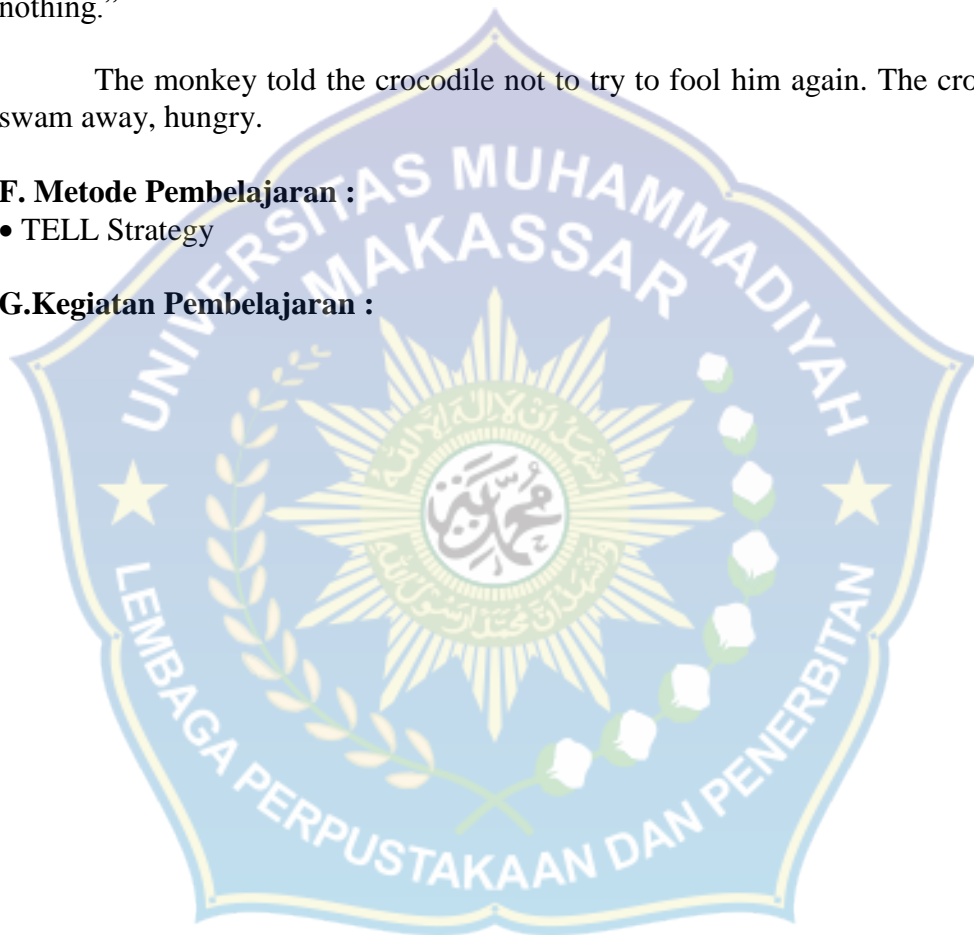 nothing.”
The monkey told the crocodile not to try to fool him again. The cro
swam away, hungry.
F. Metode Pembelajaran :
• TELL Strategy
G.Kegiatan Pembelajaran :
UNIVERSITAS MUHAMMADIYAH
MAKASSAR
LEMBAGA PERPUSTAKAAN DAN PENERBITAN